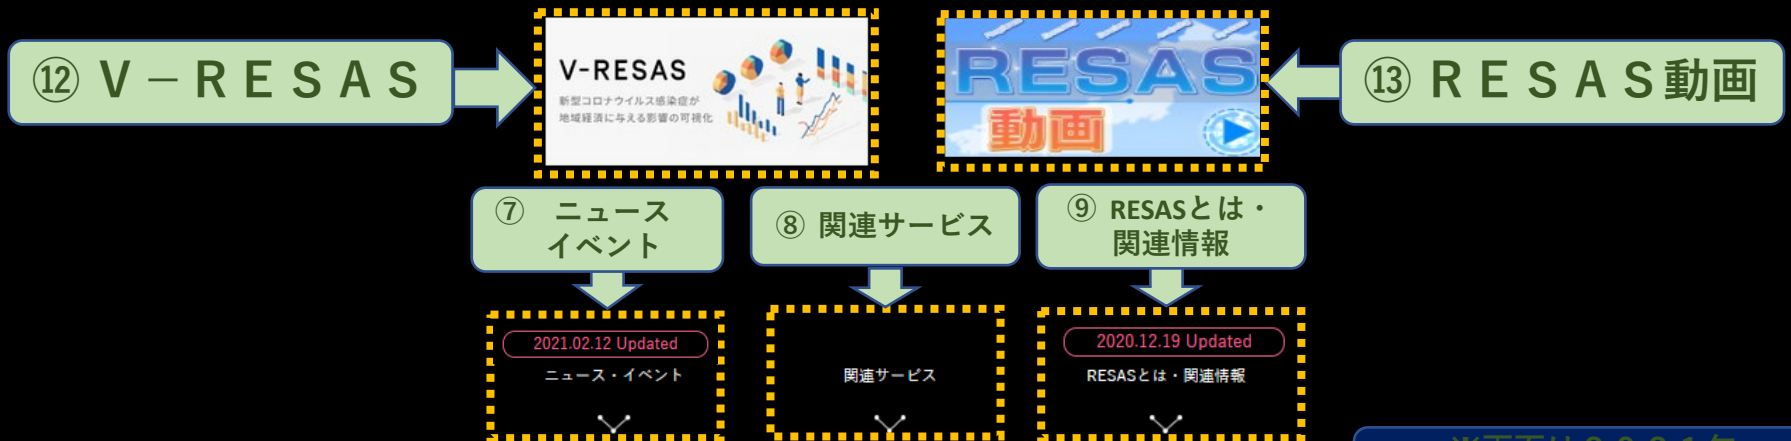 ⑫ V－RESAS
V-RESAS
新型コロナウイルス感染症が
地域経済に与える影響の可視化
RESAS
動画
⑬ RESAS動画
⑦ ニュース
イベント
⑧ 関連サービス
⑨ RESASとは・
関連情報
2021.02.12 Updated
ニュース・イベント
関連サービス
2020.12.19 Updated
RESASとは・関連情報